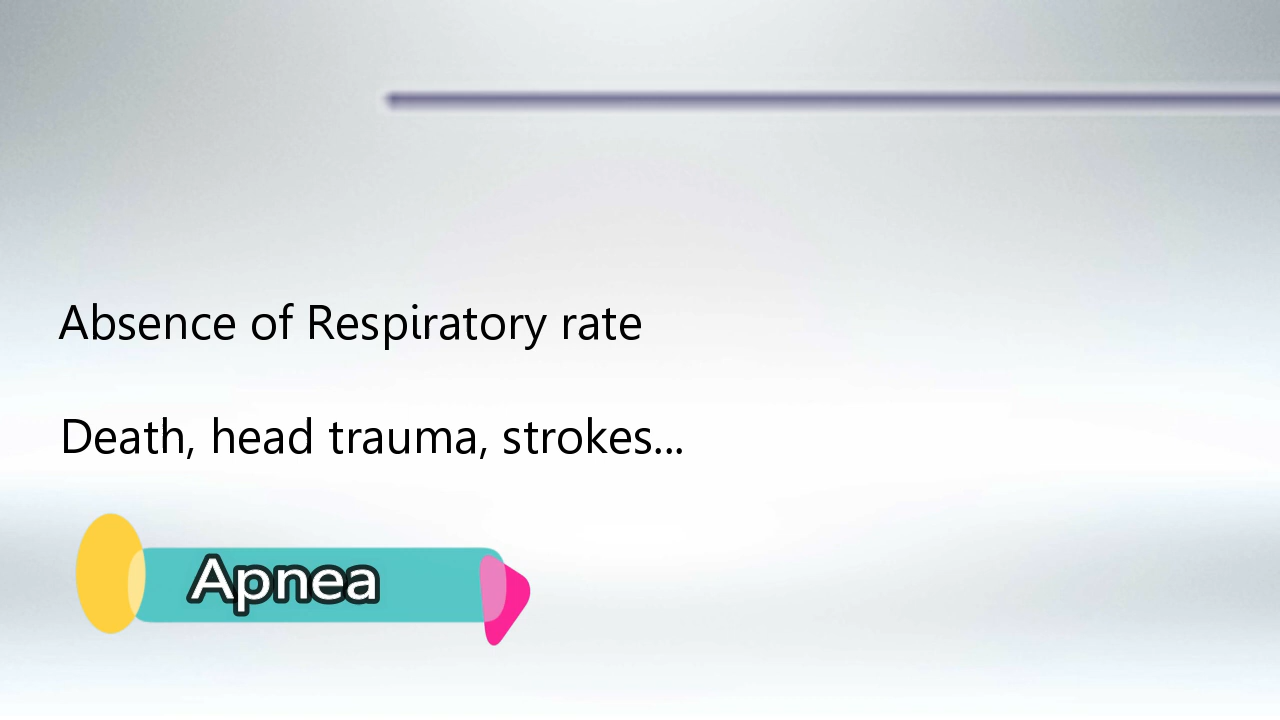 Absence of Respiratory rate
Death, head trauma, strokes...
Apnea